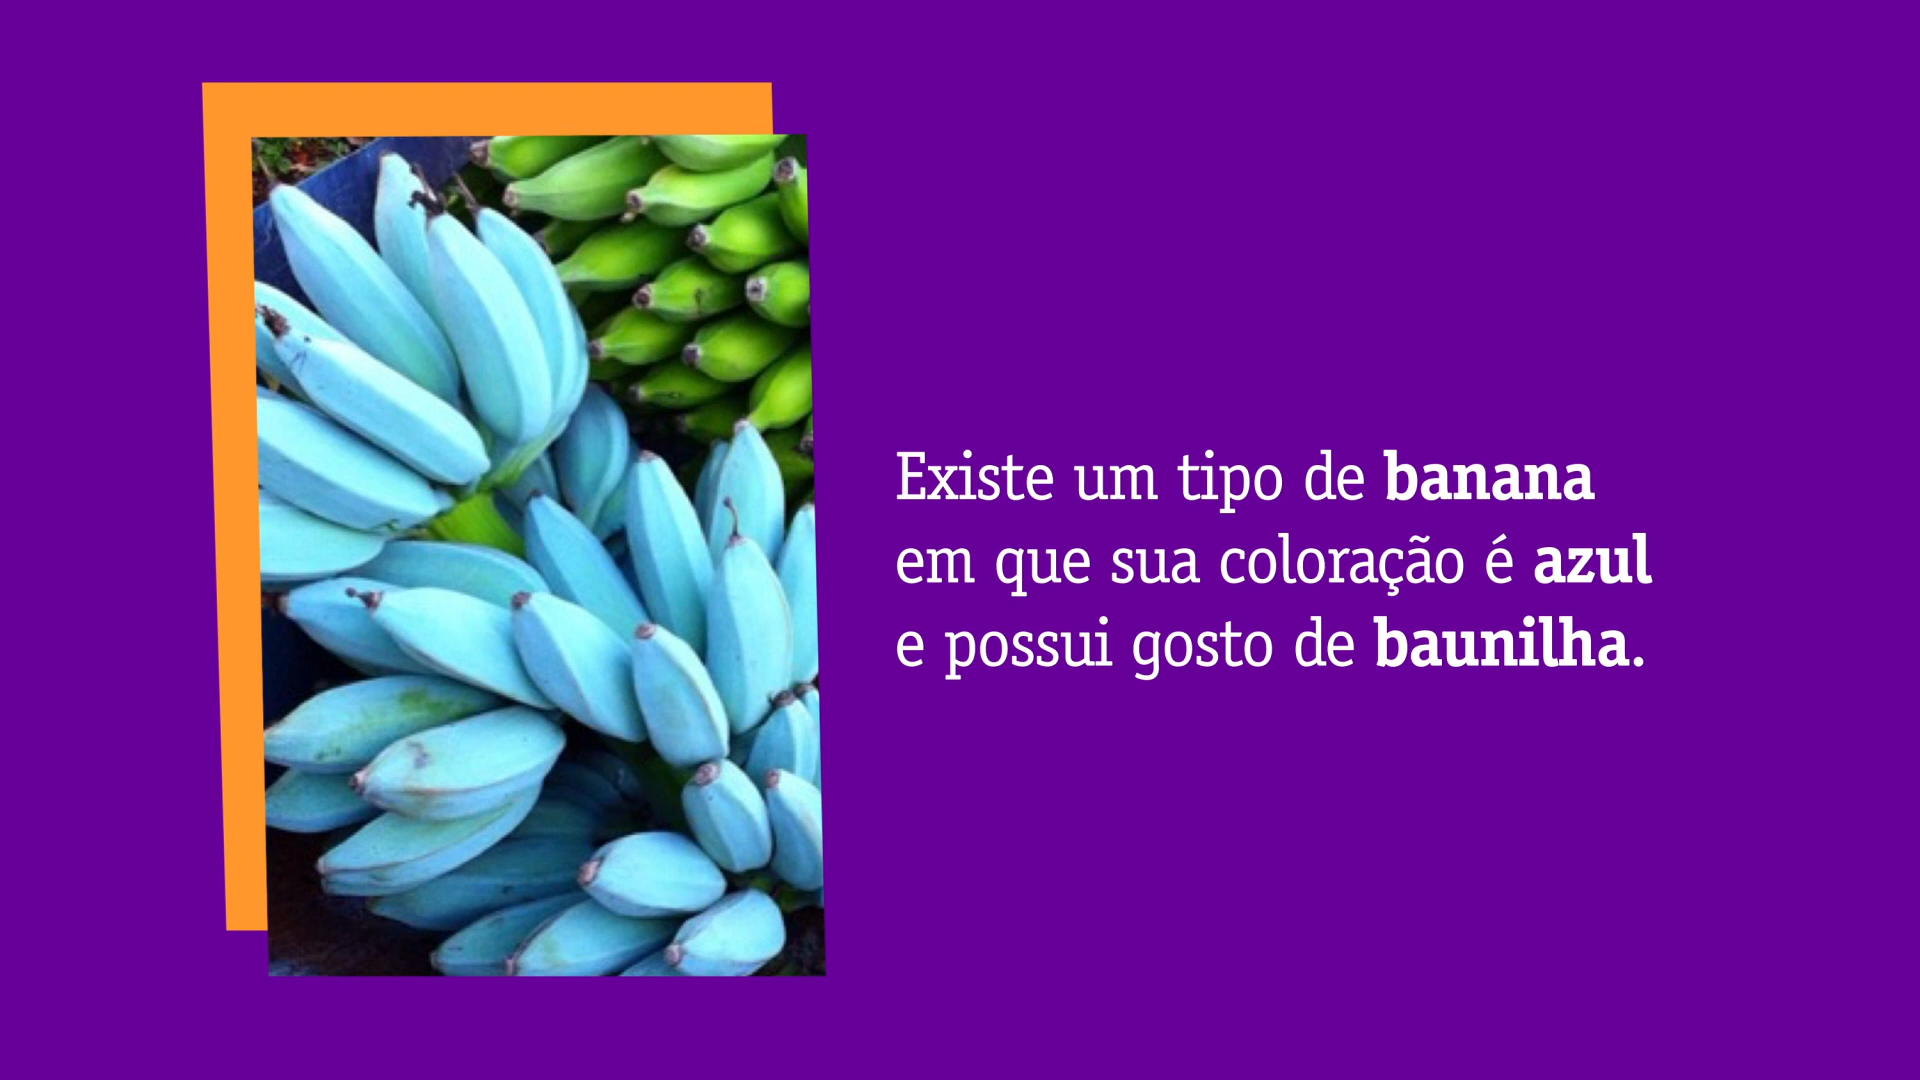 Existe um tipo de banana
em que sua coloração é azul
e possui gosto de baunilha.